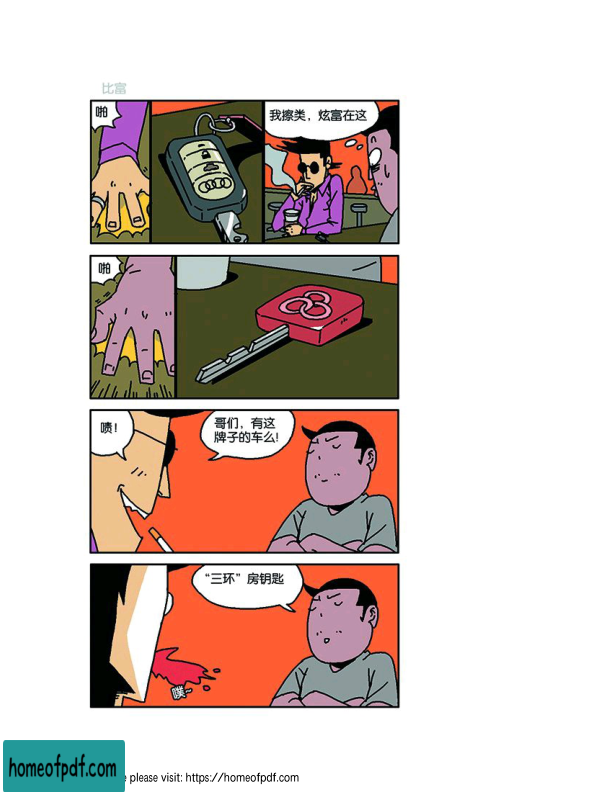 比富
啪
我擦类，炫富在这
啪
啧！
哥们，有这
牌子的车么!
“三环”房钥匙
噗
homeofpdf.com
e please visit: https://homeofpdf.com